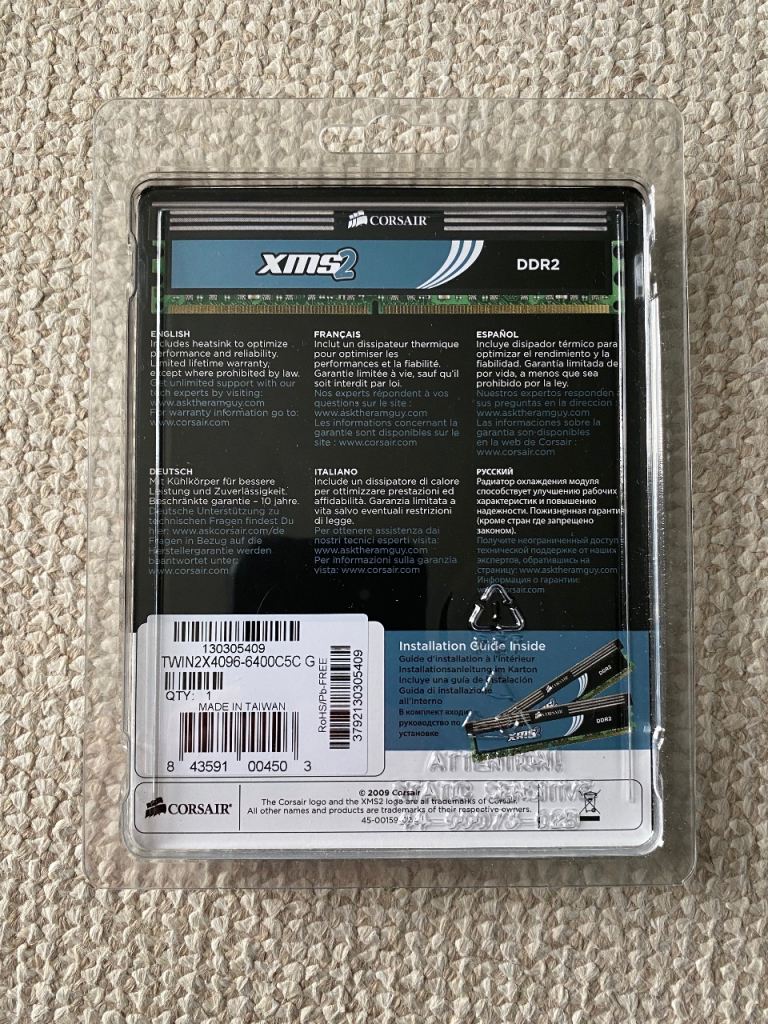 CORSAIR
XMS2
DDR2
ENGLISH
Includes heatsink to optimize
performance and reliability.
Limited lifetime warranty,
except where prohibited by law.
Get unlimited support with our
tech experts by visiting:
www.asktheramguy.com
For warranty information go to:
www.corsair.com
FRANÇAIS
Inclut un dissipateur thermique
pour optimiser les
performances et la fiabilité.
Garantie limitée à vie, sauf qu'il
soit interdit par loi.
Nos experts répondent à vos
questions sur le site :
www.asktheramguy.com
Les informations concernant la
garantie sont disponibles sur le
site : www.corsair.com
ESPAÑOL
Incluye disipador térmico para
optimizar el rendimiento y la
fiabilidad. Garantía limitada de
por vida, a menos que sea
prohibido por la ley.
Nuestros expertos responden a
sus preguntas en la direccion :
www.asktheramguy.com
Las informaciones sobre la
garantia son-disponibles
en la web de Corsair :
www.corsair.com
DEUTSCH
Mit Kühlkörper für bessere
Leistung und Zuverlässigkeit.
Beschränkte garantie – 10 jahre.
Deutsche Unterstützung zu
technischen Fragen findest Du
hier: www.askcorsair.com/de
Fragen in Bezug auf die
Herstellergarantie werden
beantwortet unter:
www.corsair.com
ITALIANO
Include un dissipatore di calore
per ottimizzare prestazioni ed
affidabilità. Garanzia limitata a
vita salvo eventuali restrizioni
di legge.
Per ottenere assistenza dai
nostri tecnici esperti visita:
www.asktheramguy.com
Per informazioni sulla garanzia
vista: www.corsair.com
РУССКИЙ
Радиатор охлаждения модуля
способствует улучшению рабочих
характеристик и повышению
надежности. Пожизненная гарантия
(кроме стран где запрещено
законом).
Получите неограниченный доступ
технической поддержке от наших
экспертов, обратившись на
страницу: www.asktheramguy.com
Информация о гарантии:
www.corsair.com
130305409
TWIN2X4096-6400C5C G
QTY: 1
MADE IN TAIWAN
8 43591 00450 3
RoHS/Pb-FREE
3792130305409
Installation Guide Inside
Guide d'installation à l'intérieur
Installationsanleitung im Karton
Incluye una guía de instalación
Guida di installazione
all'interno
В комплект входит
руководство по
установке
CORSAIR
DDR2
CORSAIR
XMS2
DDR2
ATTENTION!
STATIC SENSITIVE
CORSAIR
© 2009 Corsair
The Corsair logo and the XMS2 logo are all trademarks of Corsair.
All other names and products are trademarks of their respective owners.
45-00159